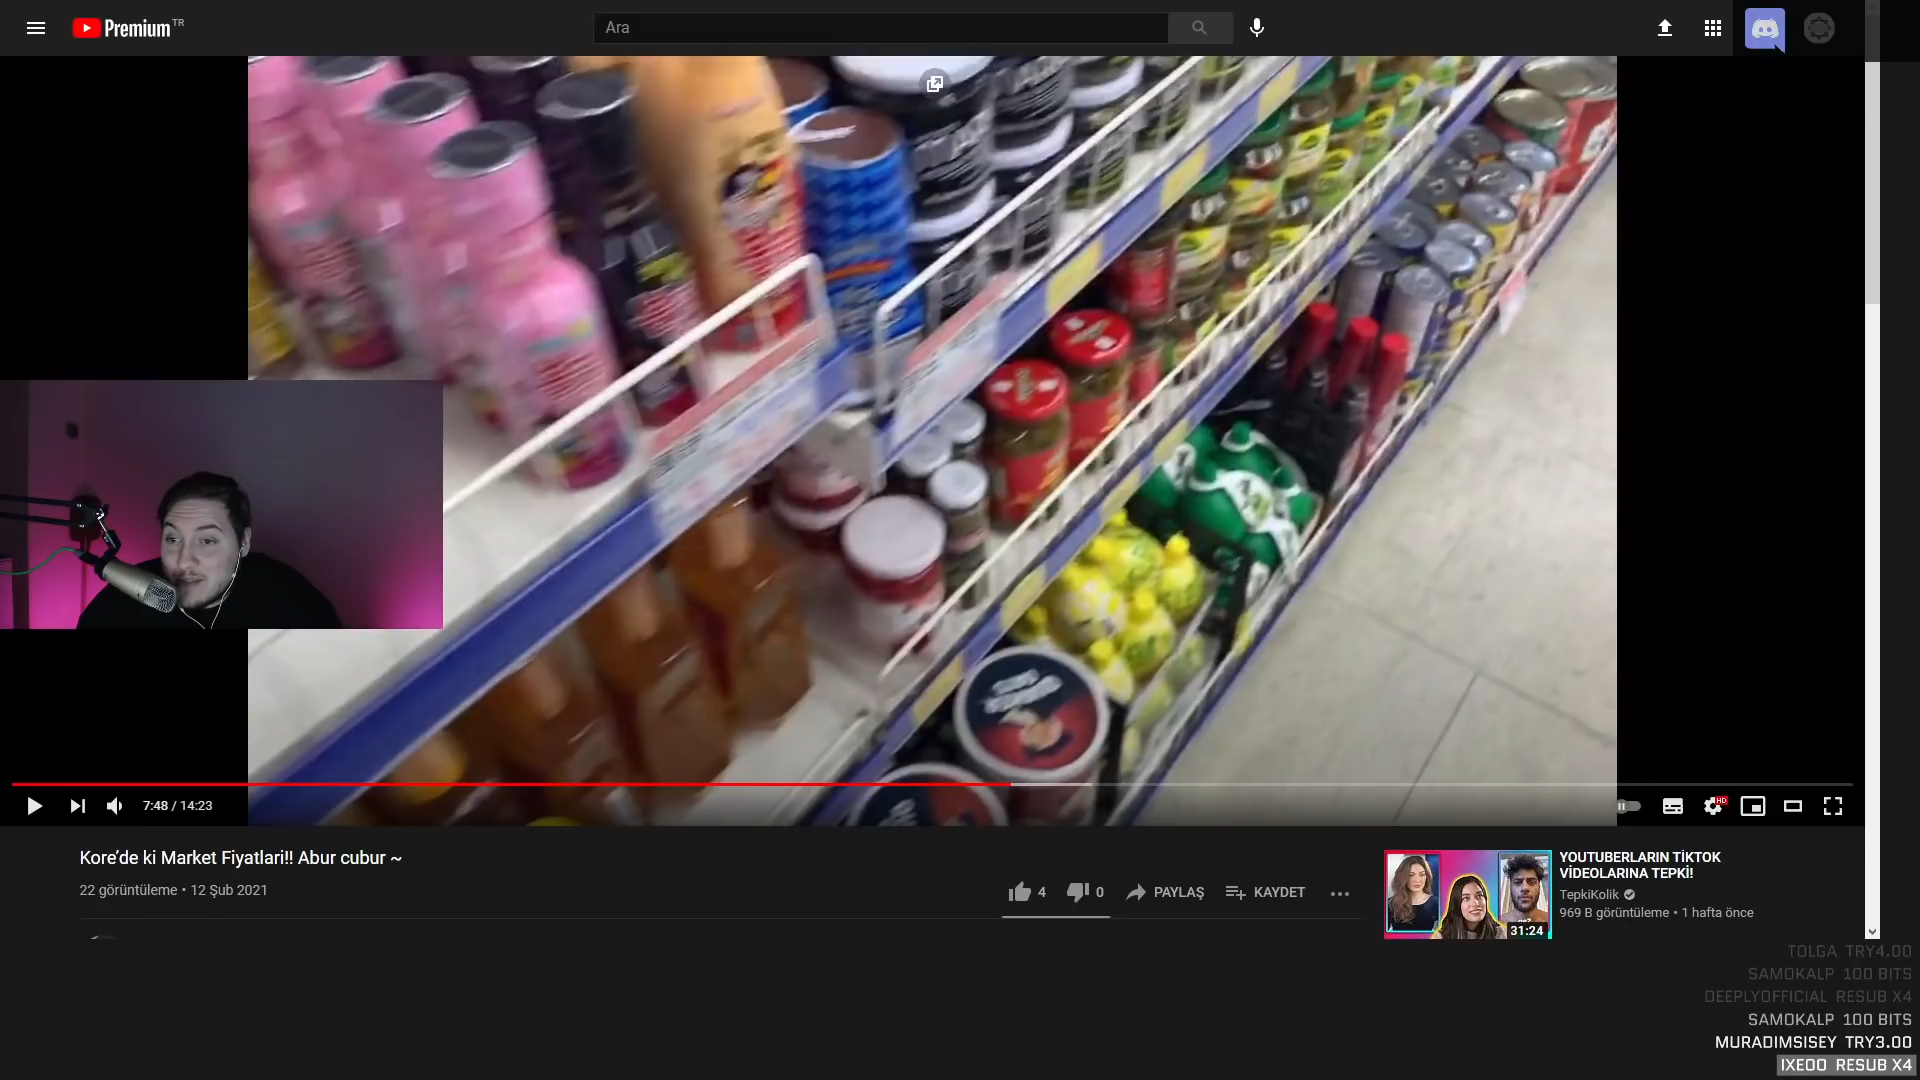 Premium TR
Ara
7:48 / 14:23
HD
Kore'de ki Market Fiyatlari!! Abur cubur ~
22 görüntüleme • 12 Şub 2021
4
0
PAYLAŞ
KAYDET
31:24
YOUTUBERLARIN TİKTOK
VİDEOLARINA TEPKİ!
TepkiKolik
969 B görüntüleme • 1 hafta önce
TOLGA TRY4.00
SAMOKALP 100 BITS
DEEPLYOFFICIAL RESUB X4
SAMOKALP 100 BITS
MURADIMSISEY TRY3.00
IXEOO RESUB X4